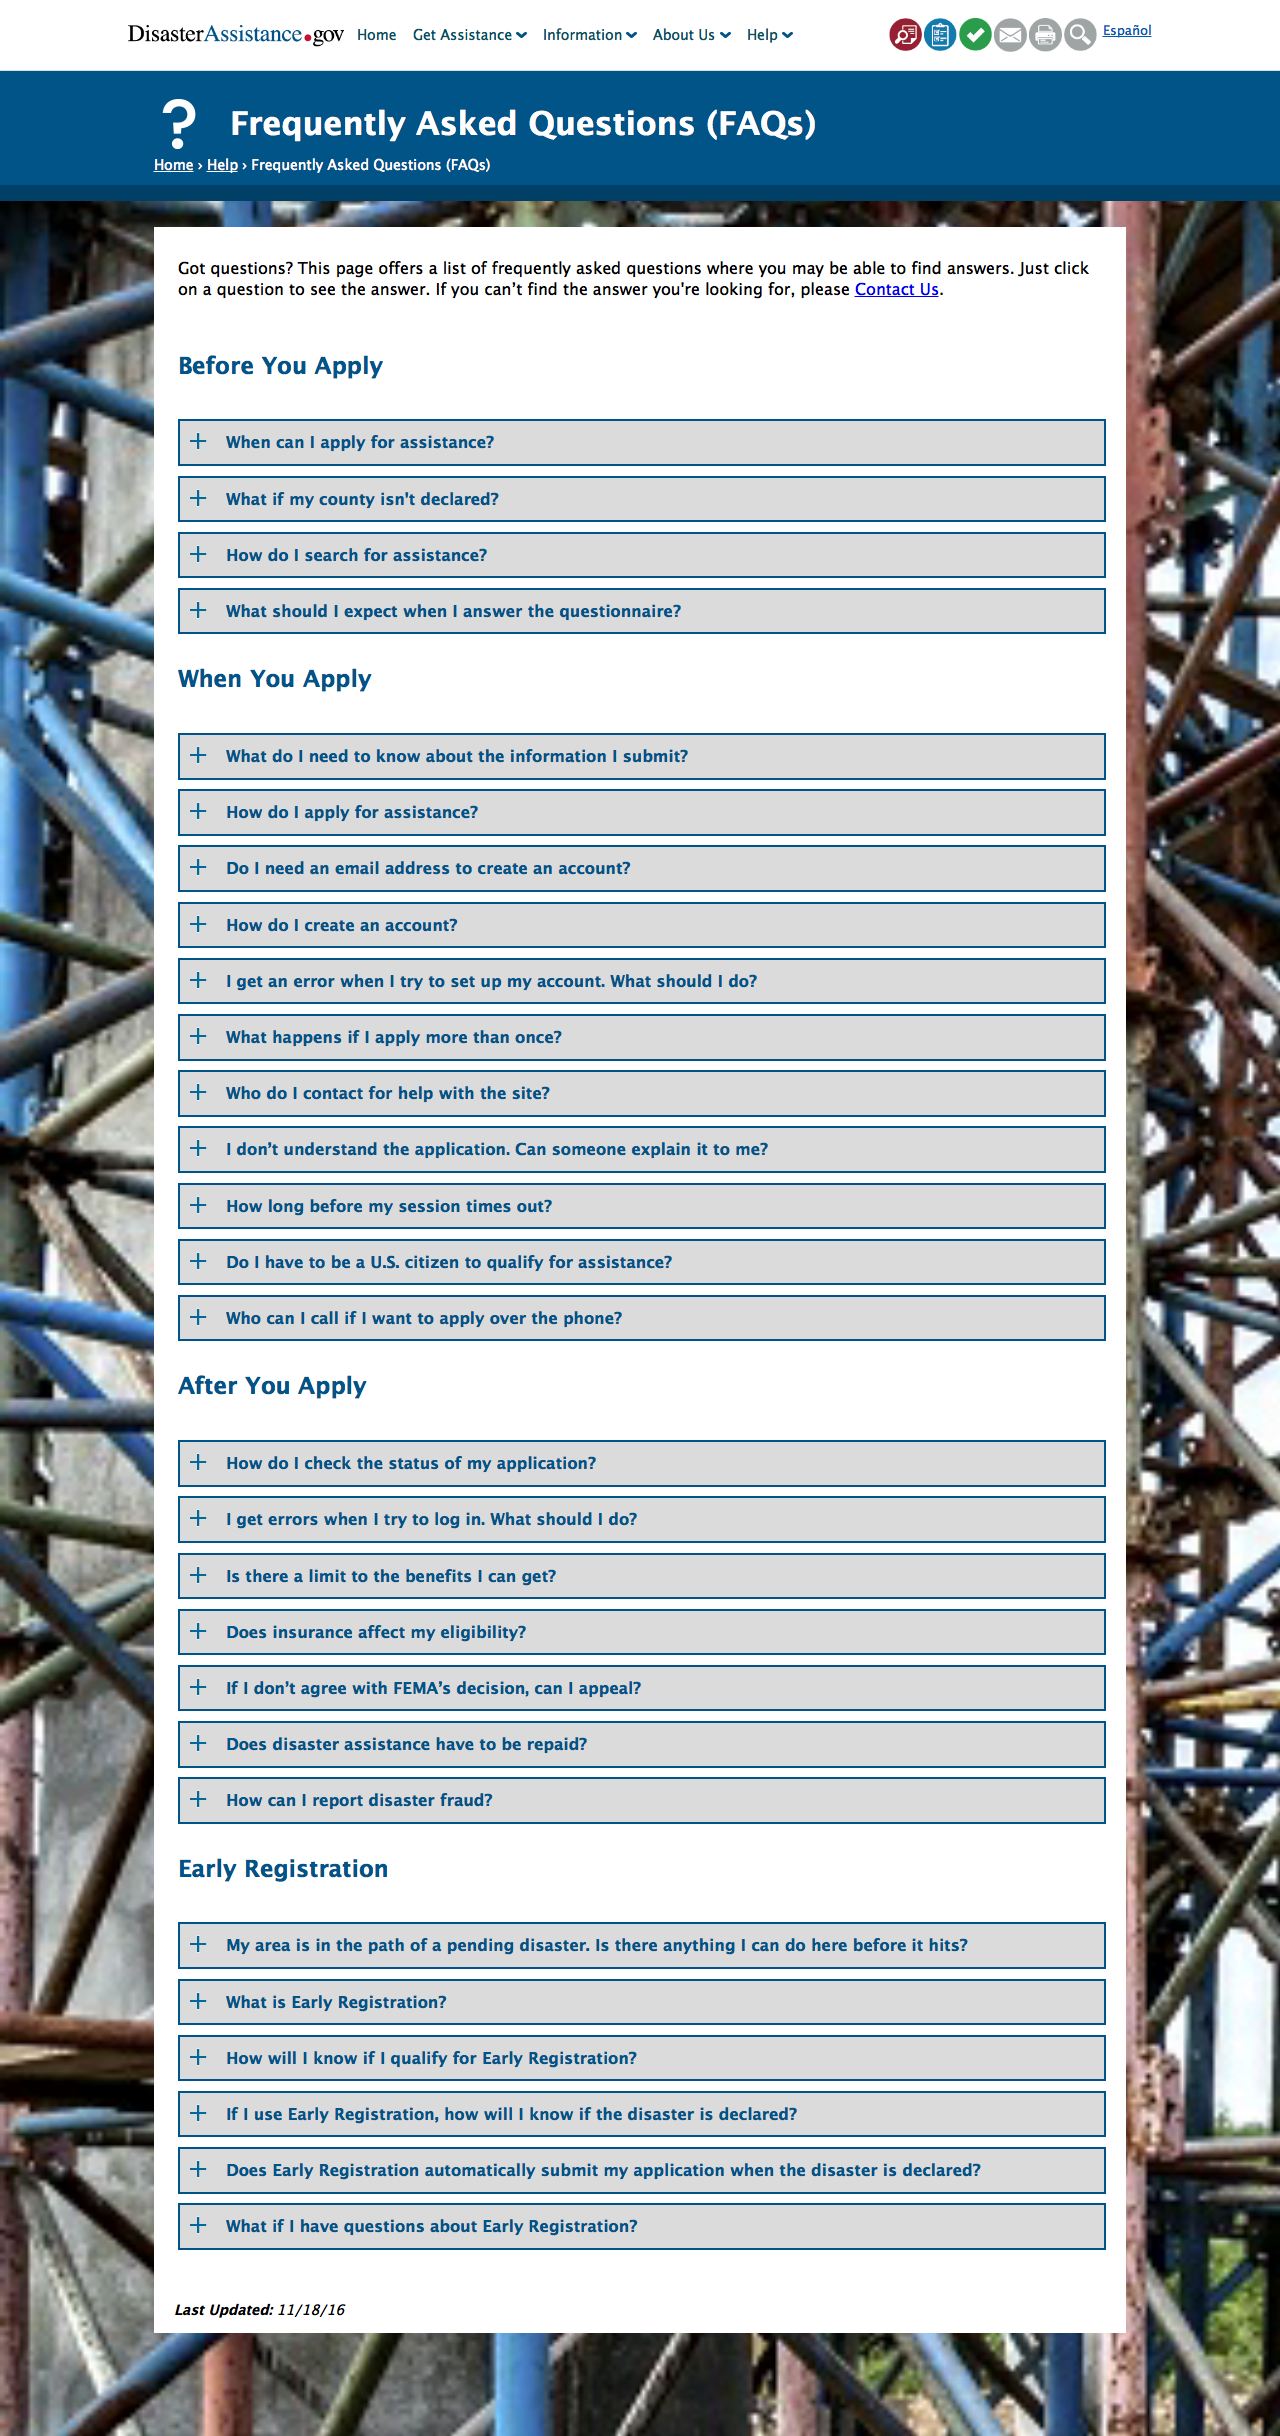 DisasterAssistance.gov Home Get Assistance Information About Us Help Español
? Frequently Asked Questions (FAQs)
Home › Help › Frequently Asked Questions (FAQs)
Got questions? This page offers a list of frequently asked questions where you may be able to find answers. Just click
on a question to see the answer. If you can’t find the answer you're looking for, please Contact Us.
Before You Apply
When can I apply for assistance?
What if my county isn't declared?
How do I search for assistance?
What should I expect when I answer the questionnaire?
When You Apply
What do I need to know about the information I submit?
How do I apply for assistance?
Do I need an email address to create an account?
How do I create an account?
I get an error when I try to set up my account. What should I do?
What happens if I apply more than once?
Who do I contact for help with the site?
I don’t understand the application. Can someone explain it to me?
How long before my session times out?
Do I have to be a U.S. citizen to qualify for assistance?
Who can I call if I want to apply over the phone?
After You Apply
How do I check the status of my application?
I get errors when I try to log in. What should I do?
Is there a limit to the benefits I can get?
Does insurance affect my eligibility?
If I don’t agree with FEMA’s decision, can I appeal?
Does disaster assistance have to be repaid?
How can I report disaster fraud?
Early Registration
My area is in the path of a pending disaster. Is there anything I can do here before it hits?
What is Early Registration?
How will I know if I qualify for Early Registration?
If I use Early Registration, how will I know if the disaster is declared?
Does Early Registration automatically submit my application when the disaster is declared?
What if I have questions about Early Registration?
Last Updated: 11/18/16